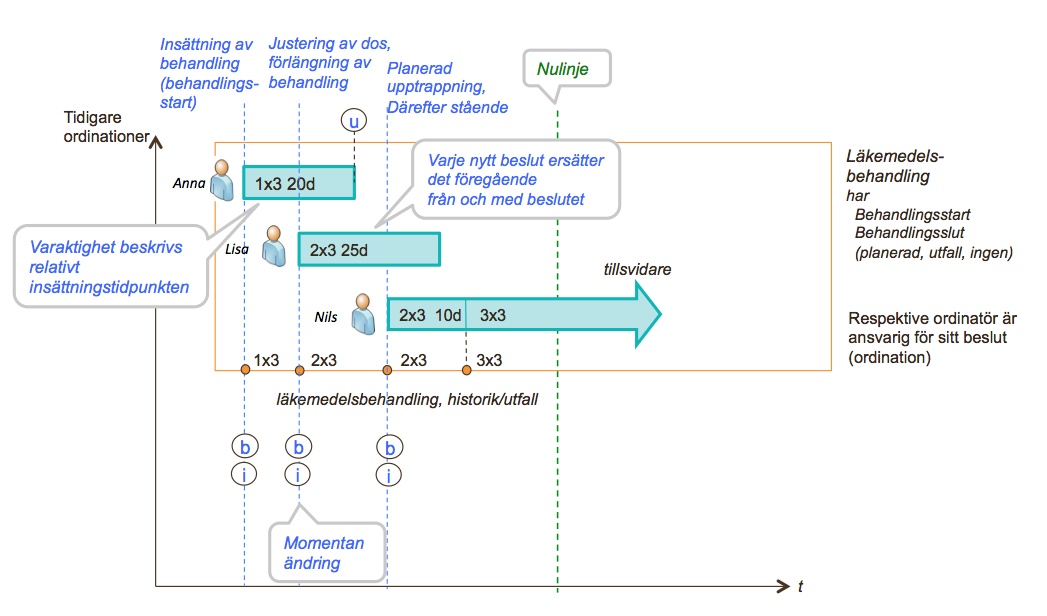 Insättning av
behandling
(behandlings-
start)
Justering av dos,
förlängning av
behandling
Planerad
upptrappning,
Därefter stående
Nulinje
Tidigare
ordinationer
u
Anna
1x3 20d
Varje nytt beslut ersätter
det föregående
från och med beslutet
Läkemedels-
behandling
har
Behandlingsstart
Behandlingsslut
(planerad, utfall, ingen)
Varaktighet beskrivs
relativt
insättningstidpunkten
Lisa
2x3 25d
tillsvidare
Nils
2x3 10d
3x3
Respektive ordinatör är
ansvarig för sitt beslut
(ordination)
1x3
2x3
2x3
3x3
läkemedelsbehandling, historik/utfall
b
b
b
i
i
i
Momentan
ändring
t